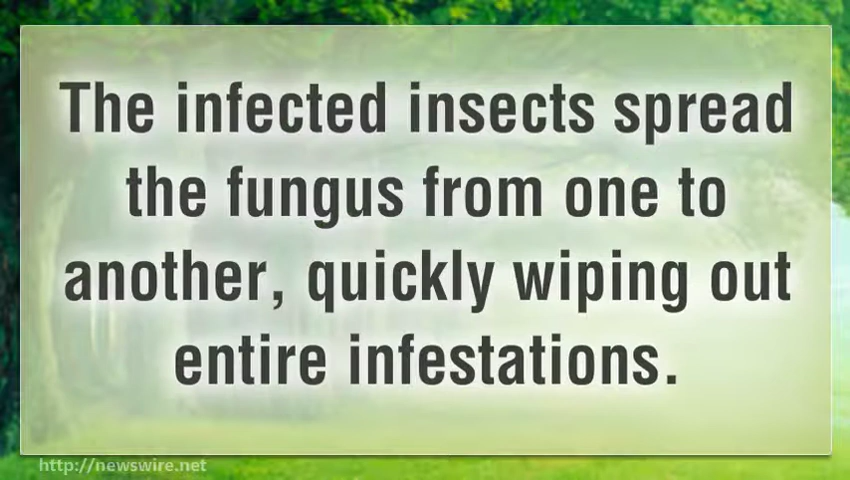 The infected insects spread
the fungus from one to
another, quickly wiping out
entire infestations.
http://newswire.net